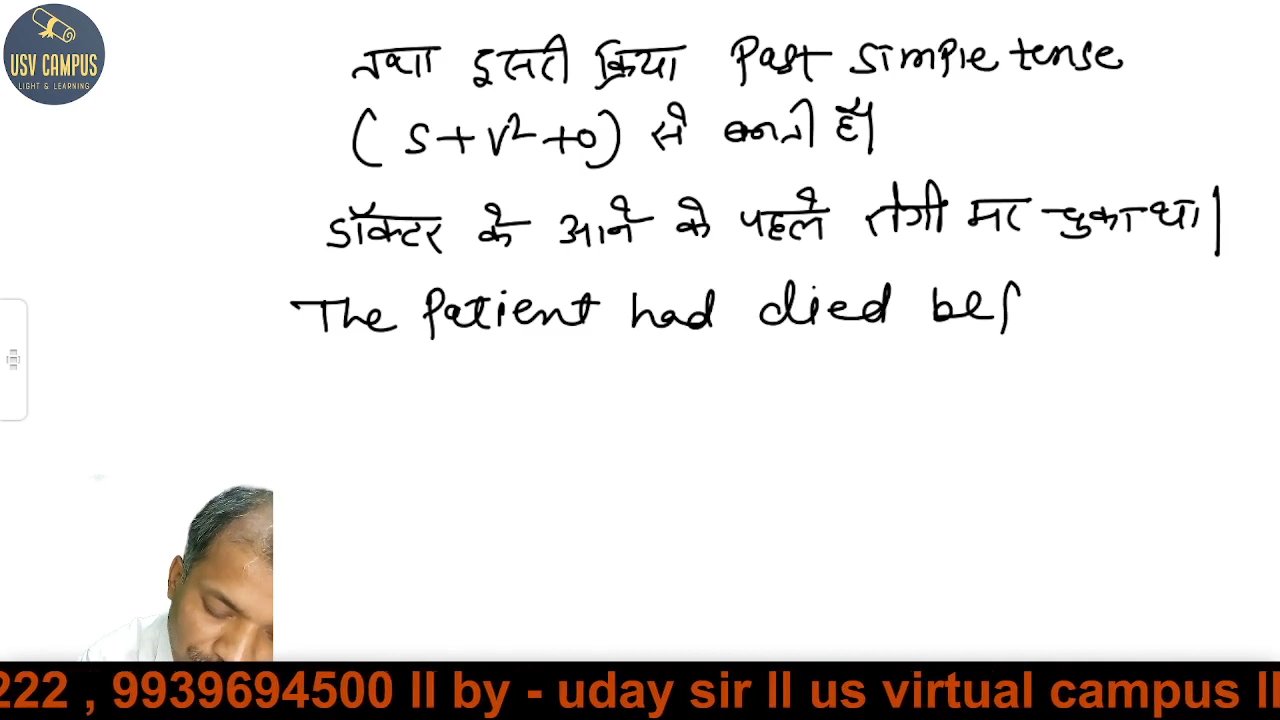 USV CAMPUS
LIGHT & LEARNING
तथा दूसरी क्रिया Past simple tense
( S+V²+O) से बनती है।
डॉक्टर के आने के पहले रोगी मर चुका था।
The Patient had died bef
222 , 9939694500 ll by - uday sir ll us virtual campus ll